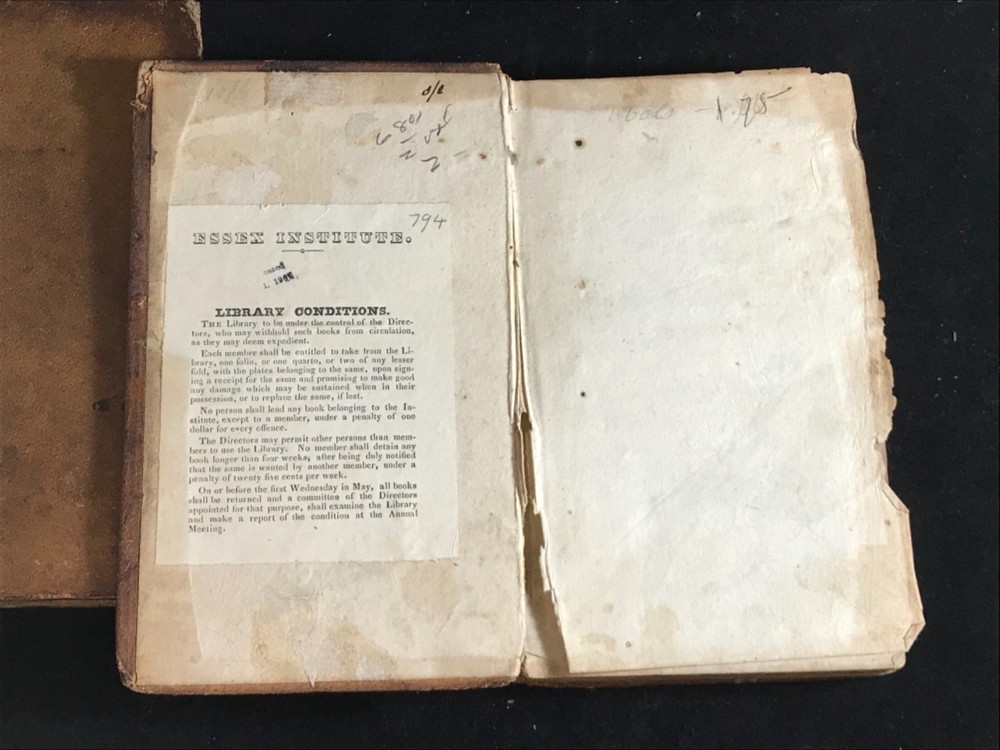 o/e
794
ESSEX INSTITUTE.
LIBRARY CONDITIONS.
THE Library to be under the control of the Direc-
tors, who may withhold such books from circulation,
as they may deem expedient.
Each member shall be entitled to take from the Li-
brary, one folio, or one quarto, or two of any lesser
fold, with the plates belonging to the same, upon sign-
ing a receipt for the same and promising to make good
any damage which may be sustained when in their
possession, or to replace the same, if lost.
No person shall lend any book belonging to the In-
stitute, except to a member, under a penalty of one
dollar for every offence.
The Directors may permit other persons than mem-
bers to use the Library. No member shall detain any
book longer than four weeks, after being duly notified
that the same is wanted by another member, under a
penalty of twenty five cents per week.
On or before the first Wednesday in May, all books
shall be returned and a committee of the Directors
appointed for that purpose, shall examine the Library
and make a report of the condition at the Annual
Meeting.